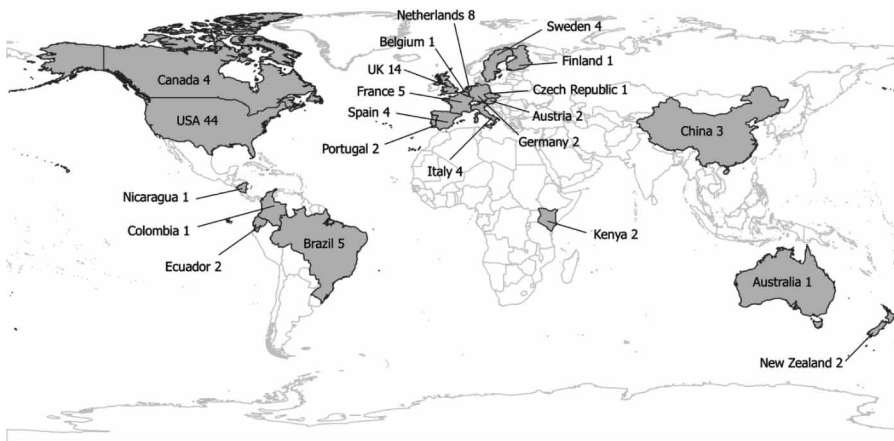 Netherlands 8
Sweden 4
Belgium 1
Finland 1
UK 14
Canada 4
France 5
Czech Republic 1
Spain 4
Austria 2
USA 44
China 3
Portugal 2
Germany 2
Italy 4
Nicaragua 1
Colombia 1
Brazil 5
Kenya 2
Ecuador 2
Australia 1
New Zealand 2